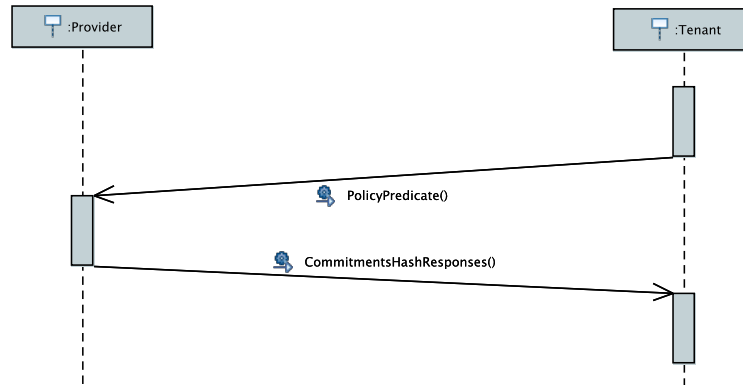 :Provider
:Tenant
PolicyPredicate()
CommitmentsHashResponses()